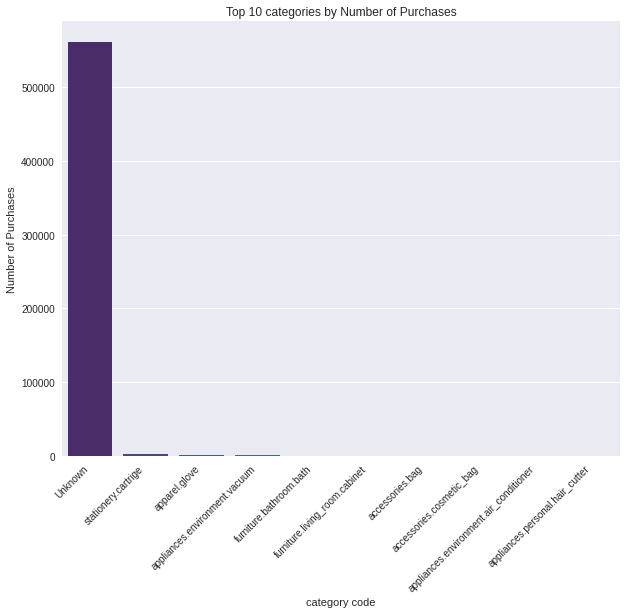 Top 10 categories by Number of Purchases
Number of Purchases
500000
400000
300000
200000
100000
0
Unknown
stationery.cartrige
apparel.glove
appliances.environment.vacuum
furniture.bathroom.bath
furniture.living_room.cabinet
accessories.bag
accessories.cosmetic_bag
appliances.environment.air_conditioner
appliances.personal.hair_cutter
category code